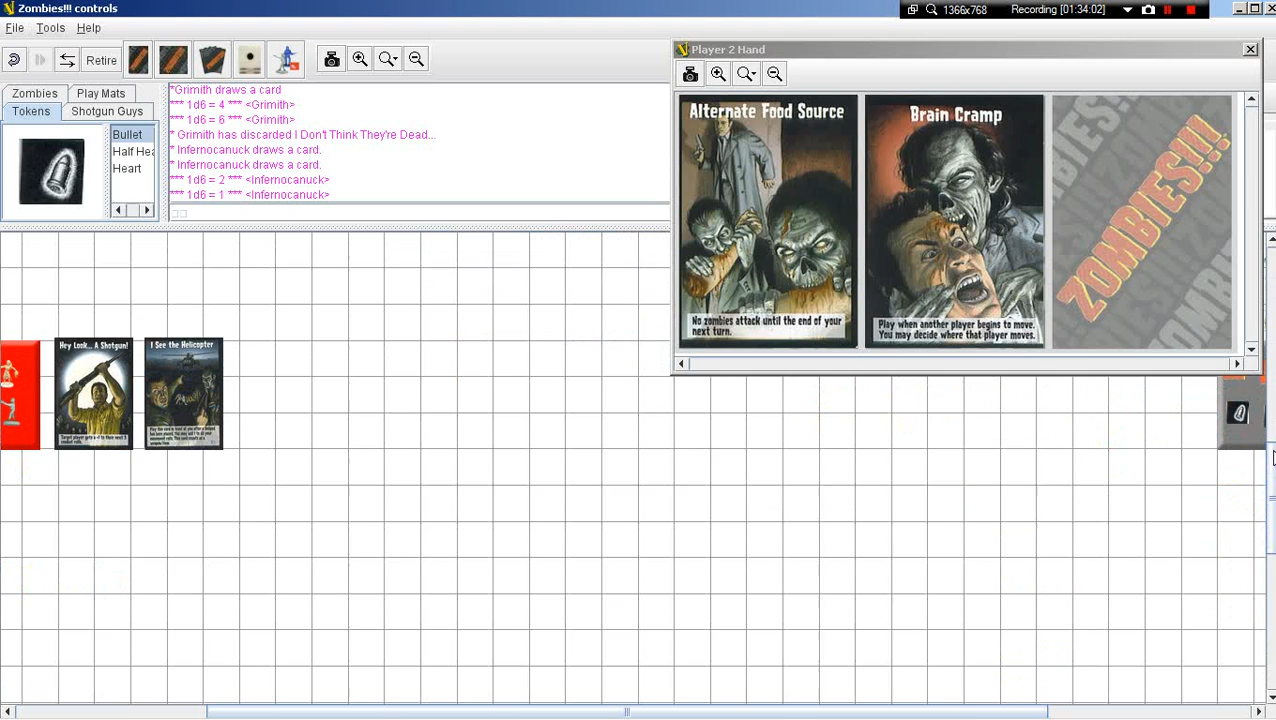 Zombies!!! controls
1366x768
Recording [01:34:02]
File Tools Help
Retire
Zombies Play Mats
Tokens Shotgun Guys
Bullet
Half Hea
Heart
*Grimith draws a card
*** 1d6 = 4 *** <Grimith>
*** 1d6 = 6 *** <Grimith>
* Grimith has discarded I Don't Think They're Dead...
* Infernocanuck draws a card.
* Infernocanuck draws a card.
*** 1d6 = 2 *** <Infernocanuck>
*** 1d6 = 1 *** <Infernocanuck>
Player 2 Hand
Alternate Food Source
No zombies attack until the end of your
next turn.
Brain Cramp
Play when another player begins to move.
You may decide where that player moves.
ZOMBIES!!!
Hey Look... A Shotgun!
I See the Helicopter